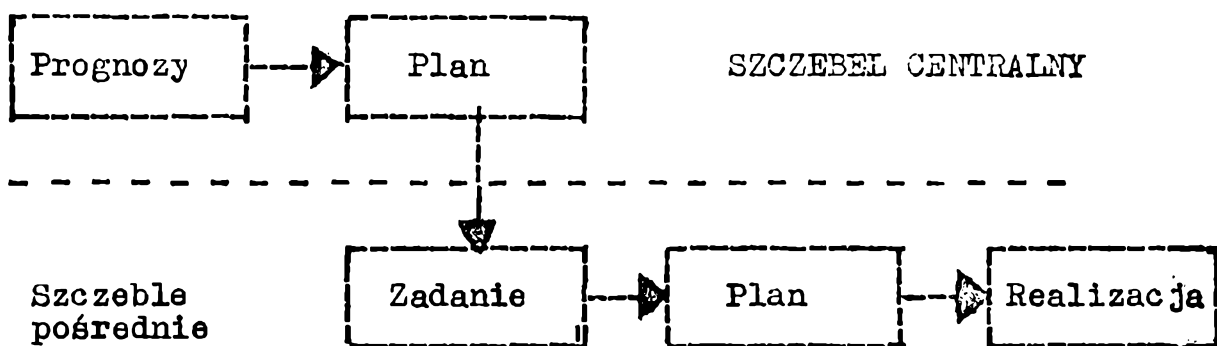 Prognozy Plan SZCZEBEL CENTRALNY
Szczeble Zadanie Plan Realizacja
pośrednie